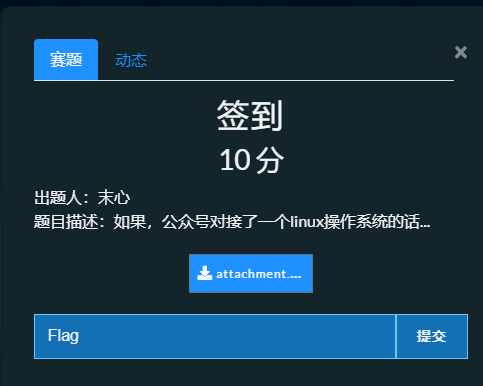 赛题 动态 ×
签到
10 分
出题人：末心
题目描述：如果，公众号对接了一个linux操作系统的话...
attachment....
Flag 提交